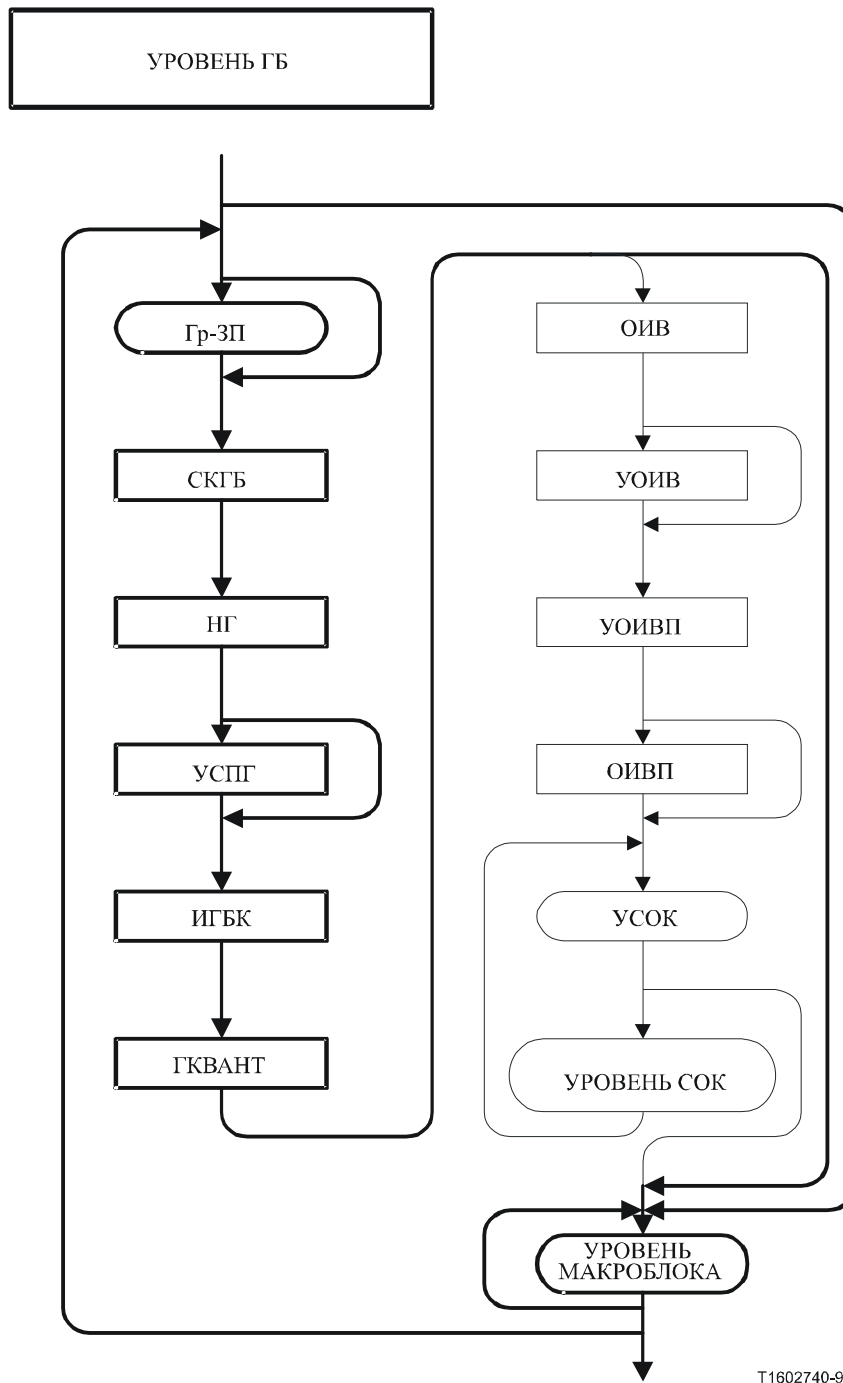 УРОВЕНЬ ГБ
Гр-ЗП
СКГБ
НГ
УСПГ
ИГБК
ГКВАНТ
ОИВ
УОИВ
УОИВП
ОИВП
УСОК
УРОВЕНЬ СОК
УРОВЕНЬ
МАКРОБЛОКА
T1602740-9